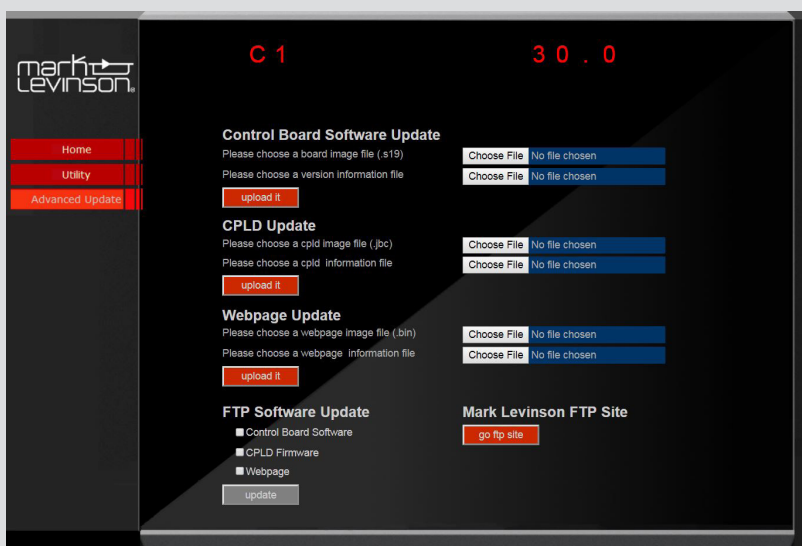 C1 30.0
mark
Levinson®
Home
Utility
Advanced Update
Control Board Software Update
Please choose a board image file (.s19) Choose File No file chosen
Please choose a version information file Choose File No file chosen
upload it
CPLD Update
Please choose a cpld image file (.jbc) Choose File No file chosen
Please choose a cpld information file Choose File No file chosen
upload it
Webpage Update
Please choose a webpage image file (.bin) Choose File No file chosen
Please choose a webpage information file Choose File No file chosen
upload it
FTP Software Update
Control Board Software
CPLD Firmware
Webpage
update
Mark Levinson FTP Site
go ftp site